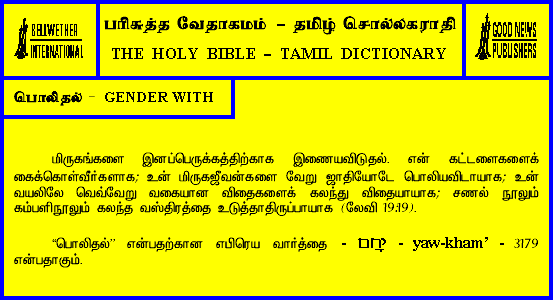 BELLWETHER
INTERNATIONAL
பரிசுத்த வேதாகமம் – தமிழ் சொல்லகராதி
THE HOLY BIBLE – TAMIL DICTIONARY
GOOD NEWS
PUBLISHERS
பொலிதல் - GENDER WITH
மிருகங்களை இனப்பெருக்கத்திற்காக இணையவிடுதல். என் கட்டளைகளைக்
கைக்கொள்வீர்களாக; உன் மிருகஜீவன்களை வேறு ஜாதியோடே பொலியவிடாயாக; உன்
வயலிலே வெவ்வேறு வகையான விதைகளைக் கலந்து விதையாயாக; சணல் நூலும்
கம்பளிநூலும் கலந்த வஸ்திரத்தை உடுத்தாதிருப்பாயாக (லேவி 19:19).
“பொலிதல்” என்பதற்கான எபிரெய வார்த்தை - יחם - yaw-kham’ - 3179
என்பதாகும்.